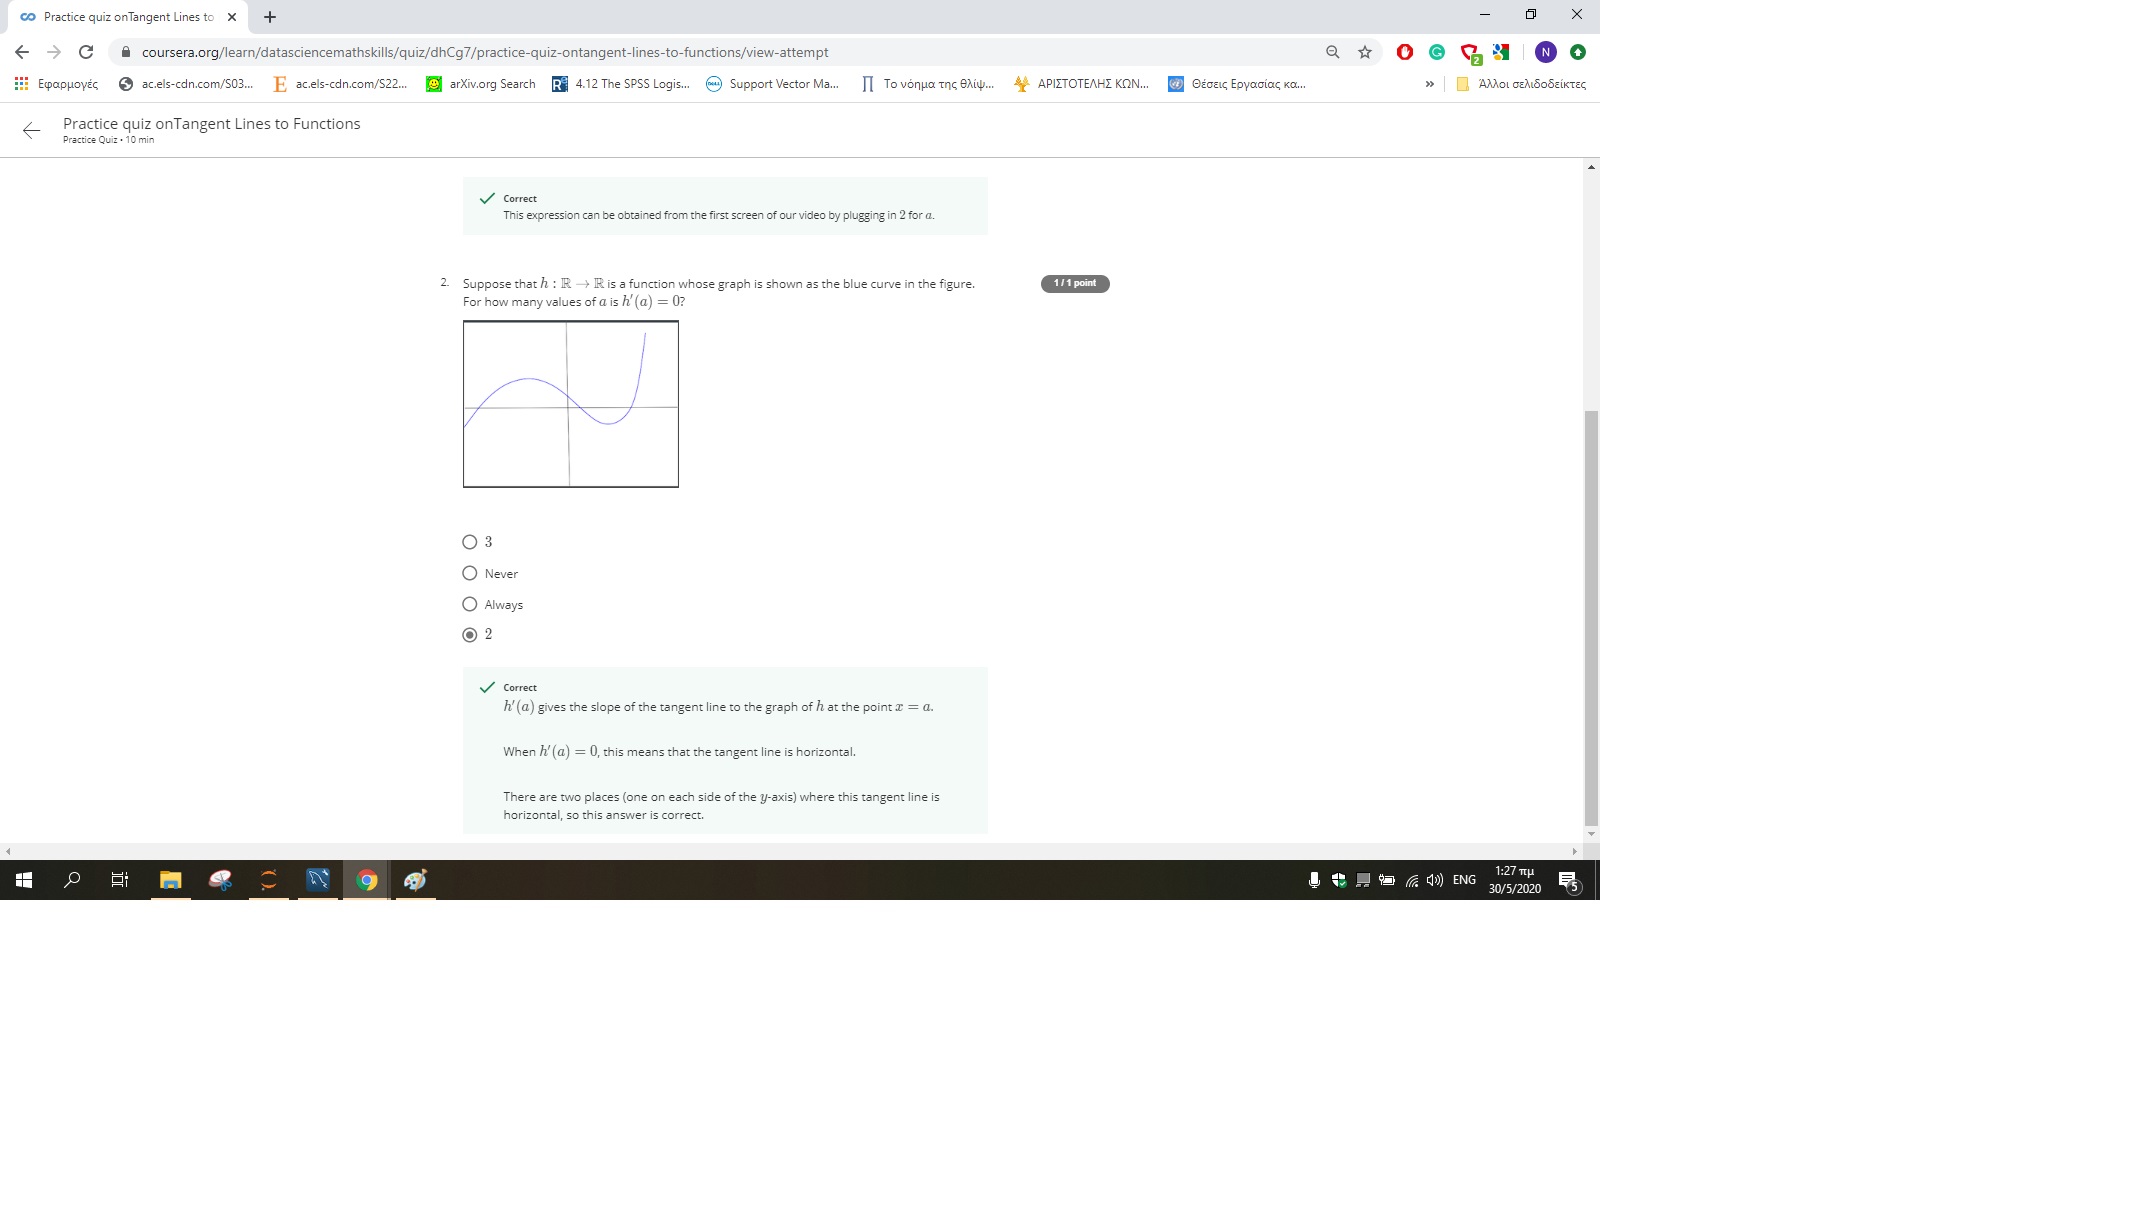 Practice quiz onTangent Lines to
coursera.org/learn/datasciencemathskills/quiz/dhCg7/practice-quiz-ontangent-lines-to-functions/view-attempt
N
2
Εφαρμογές ac.els-cdn.com/S03... ac.els-cdn.com/S22... arXiv.org Search 4.12 The SPSS Logis... Support Vector Ma... Το νόημα της θλίψ... ΑΡΙΣΤΟΤΕΛΗΣ ΚΩΝ... Θέσεις Εργασίας κα... » Άλλοι σελιδοδείκτες
Practice quiz onTangent Lines to Functions
Practice Quiz • 10 min
Correct
This expression can be obtained from the first screen of our video by plugging in 2 for a.
2. Suppose that h : ℝ → ℝ is a function whose graph is shown as the blue curve in the figure.
1 / 1 point
For how many values of a is h′(a) = 0?
3
Never
Always
2
Correct
h′(a) gives the slope of the tangent line to the graph of h at the point x = a.
When h′(a) = 0, this means that the tangent line is horizontal.
There are two places (one on each side of the y-axis) where this tangent line is
horizontal, so this answer is correct.
ENG
1:27 πμ
30/5/2020
5